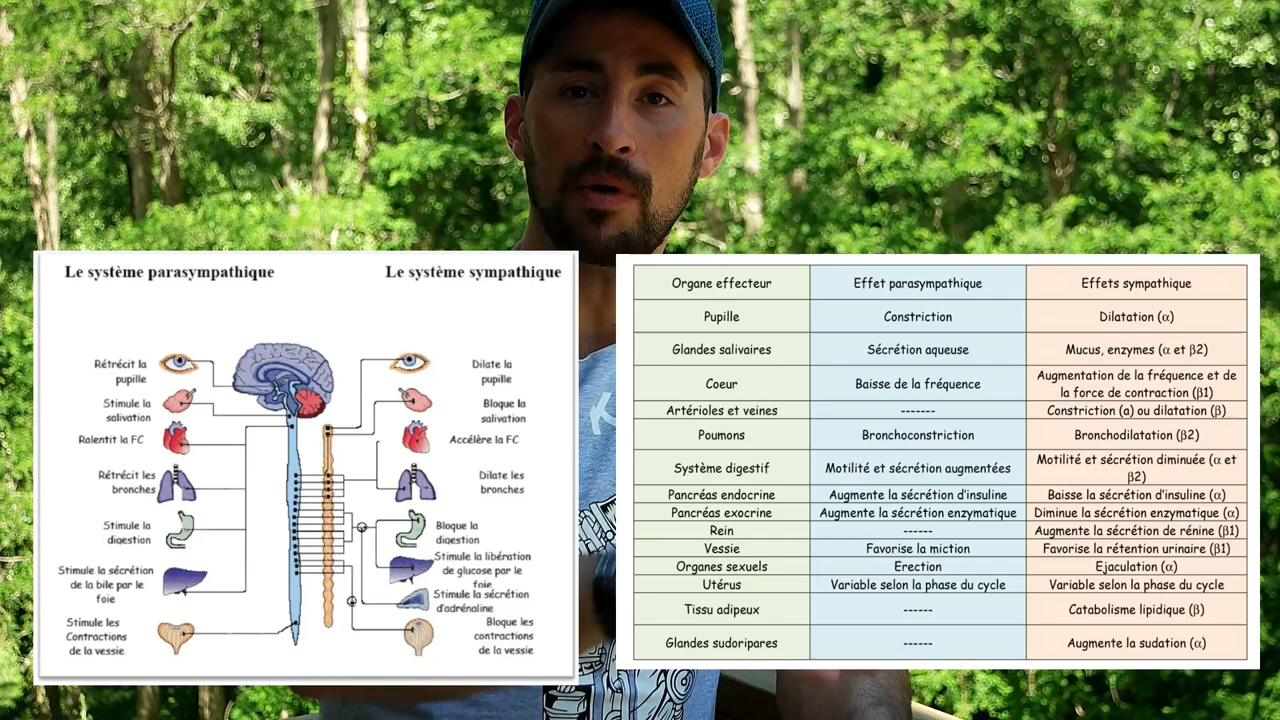 Le système parasympathique
Le système sympathique
Rétrécit la
pupille
Stimule la
salivation
Ralentit la FC
Rétrécit les
bronches
Stimule la
digestion
Stimule la sécrétion
de la bile par le
foie
Stimule les
Contractions
de la vessie
Dilate la
pupille
Bloque la
salivation
Accélère la FC
Dilate les
bronches
Bloque la
digestion
Stimule la libération
de glucose par le
foie
Stimule la sécrétion
d'adrénaline
Bloque les
contractions
de la vessie
Organe effecteur Effet parasympathique Effets sympathique
Pupille Constriction Dilatation (α)
Glandes salivaires Sécrétion aqueuse Mucus, enzymes (α et β2)
Coeur Baisse de la fréquence Augmentation de la fréquence et de
la force de contraction (β1)
Artérioles et veines ------- Constriction (a) ou dilatation (β)
Poumons Bronchoconstriction Bronchodilatation (β2)
Système digestif Motilité et sécrétion augmentées Motilité et sécrétion diminuée (α et
β2)
Pancréas endocrine Augmente la sécrétion d'insuline Baisse la sécrétion d'insuline (α)
Pancréas exocrine Augmente la sécrétion enzymatique Diminue la sécrétion enzymatique (α)
Rein ------ Augmente la sécrétion de rénine (β1)
Vessie Favorise la miction Favorise la rétention urinaire (β1)
Organes sexuels Erection Ejaculation (α)
Utérus Variable selon la phase du cycle Variable selon la phase du cycle
Tissu adipeux ------ Catabolisme lipidique (β)
Glandes sudoripares ------ Augmente la sudation (α)